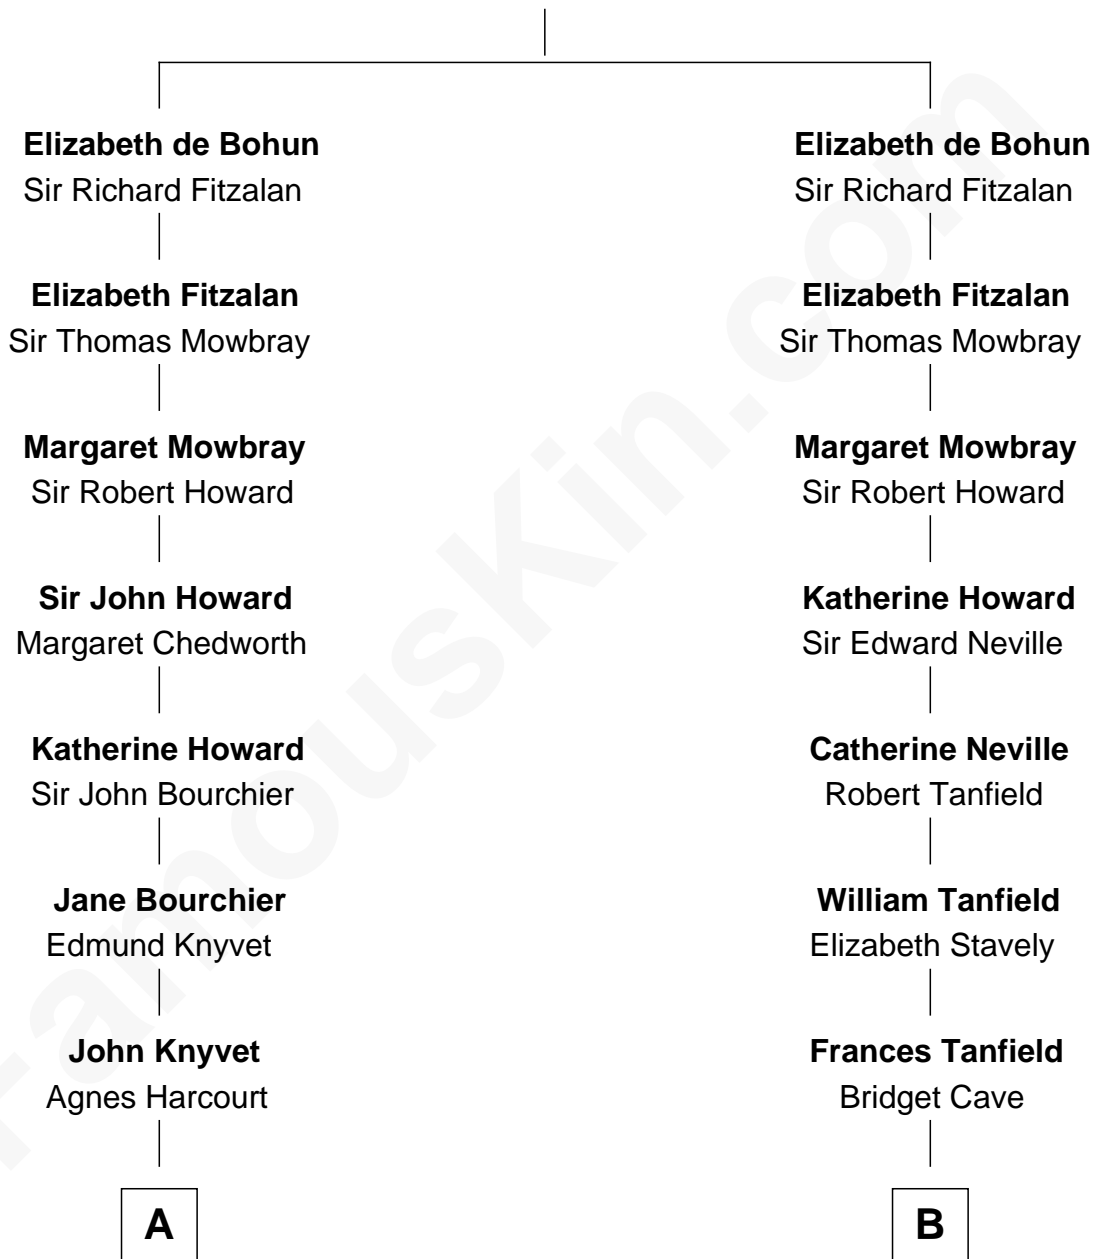 Elizabeth de Bohun
Sir Richard Fitzalan
Elizabeth Fitzalan
Sir Thomas Mowbray
Margaret Mowbray
Sir Robert Howard
Sir John Howard
Margaret Chedworth
Katherine Howard
Sir John Bourchier
Jane Bourchier
Edmund Knyvet
John Knyvet
Agnes Harcourt
A
Elizabeth de Bohun
Sir Richard Fitzalan
Elizabeth Fitzalan
Sir Thomas Mowbray
Margaret Mowbray
Sir Robert Howard
Katherine Howard
Sir Edward Neville
Catherine Neville
Robert Tanfield
William Tanfield
Elizabeth Stavely
Frances Tanfield
Bridget Cave
B
FamousKin.com